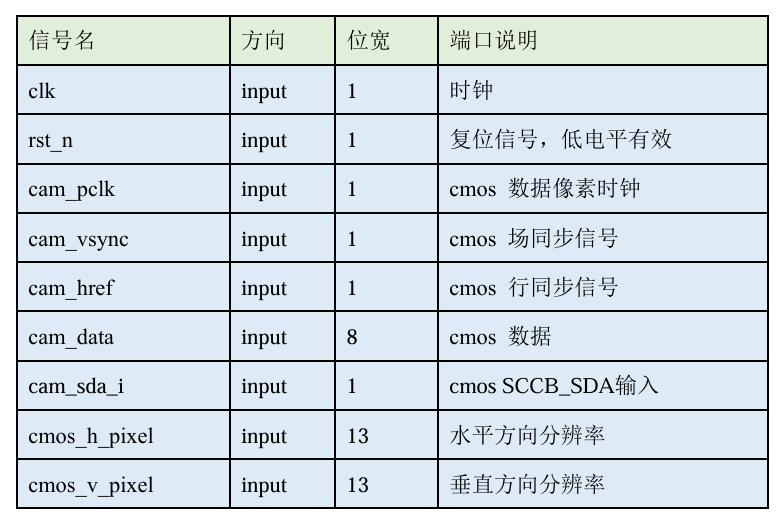 信号名 方向 位宽 端口说明
clk input 1 时钟
rst_n input 1 复位信号，低电平有效
cam_pclk input 1 cmos 数据像素时钟
cam_vsync input 1 cmos 场同步信号
cam_href input 1 cmos 行同步信号
cam_data input 8 cmos 数据
cam_sda_i input 1 cmos SCCB_SDA输入
cmos_h_pixel input 13 水平方向分辨率
cmos_v_pixel input 13 垂直方向分辨率